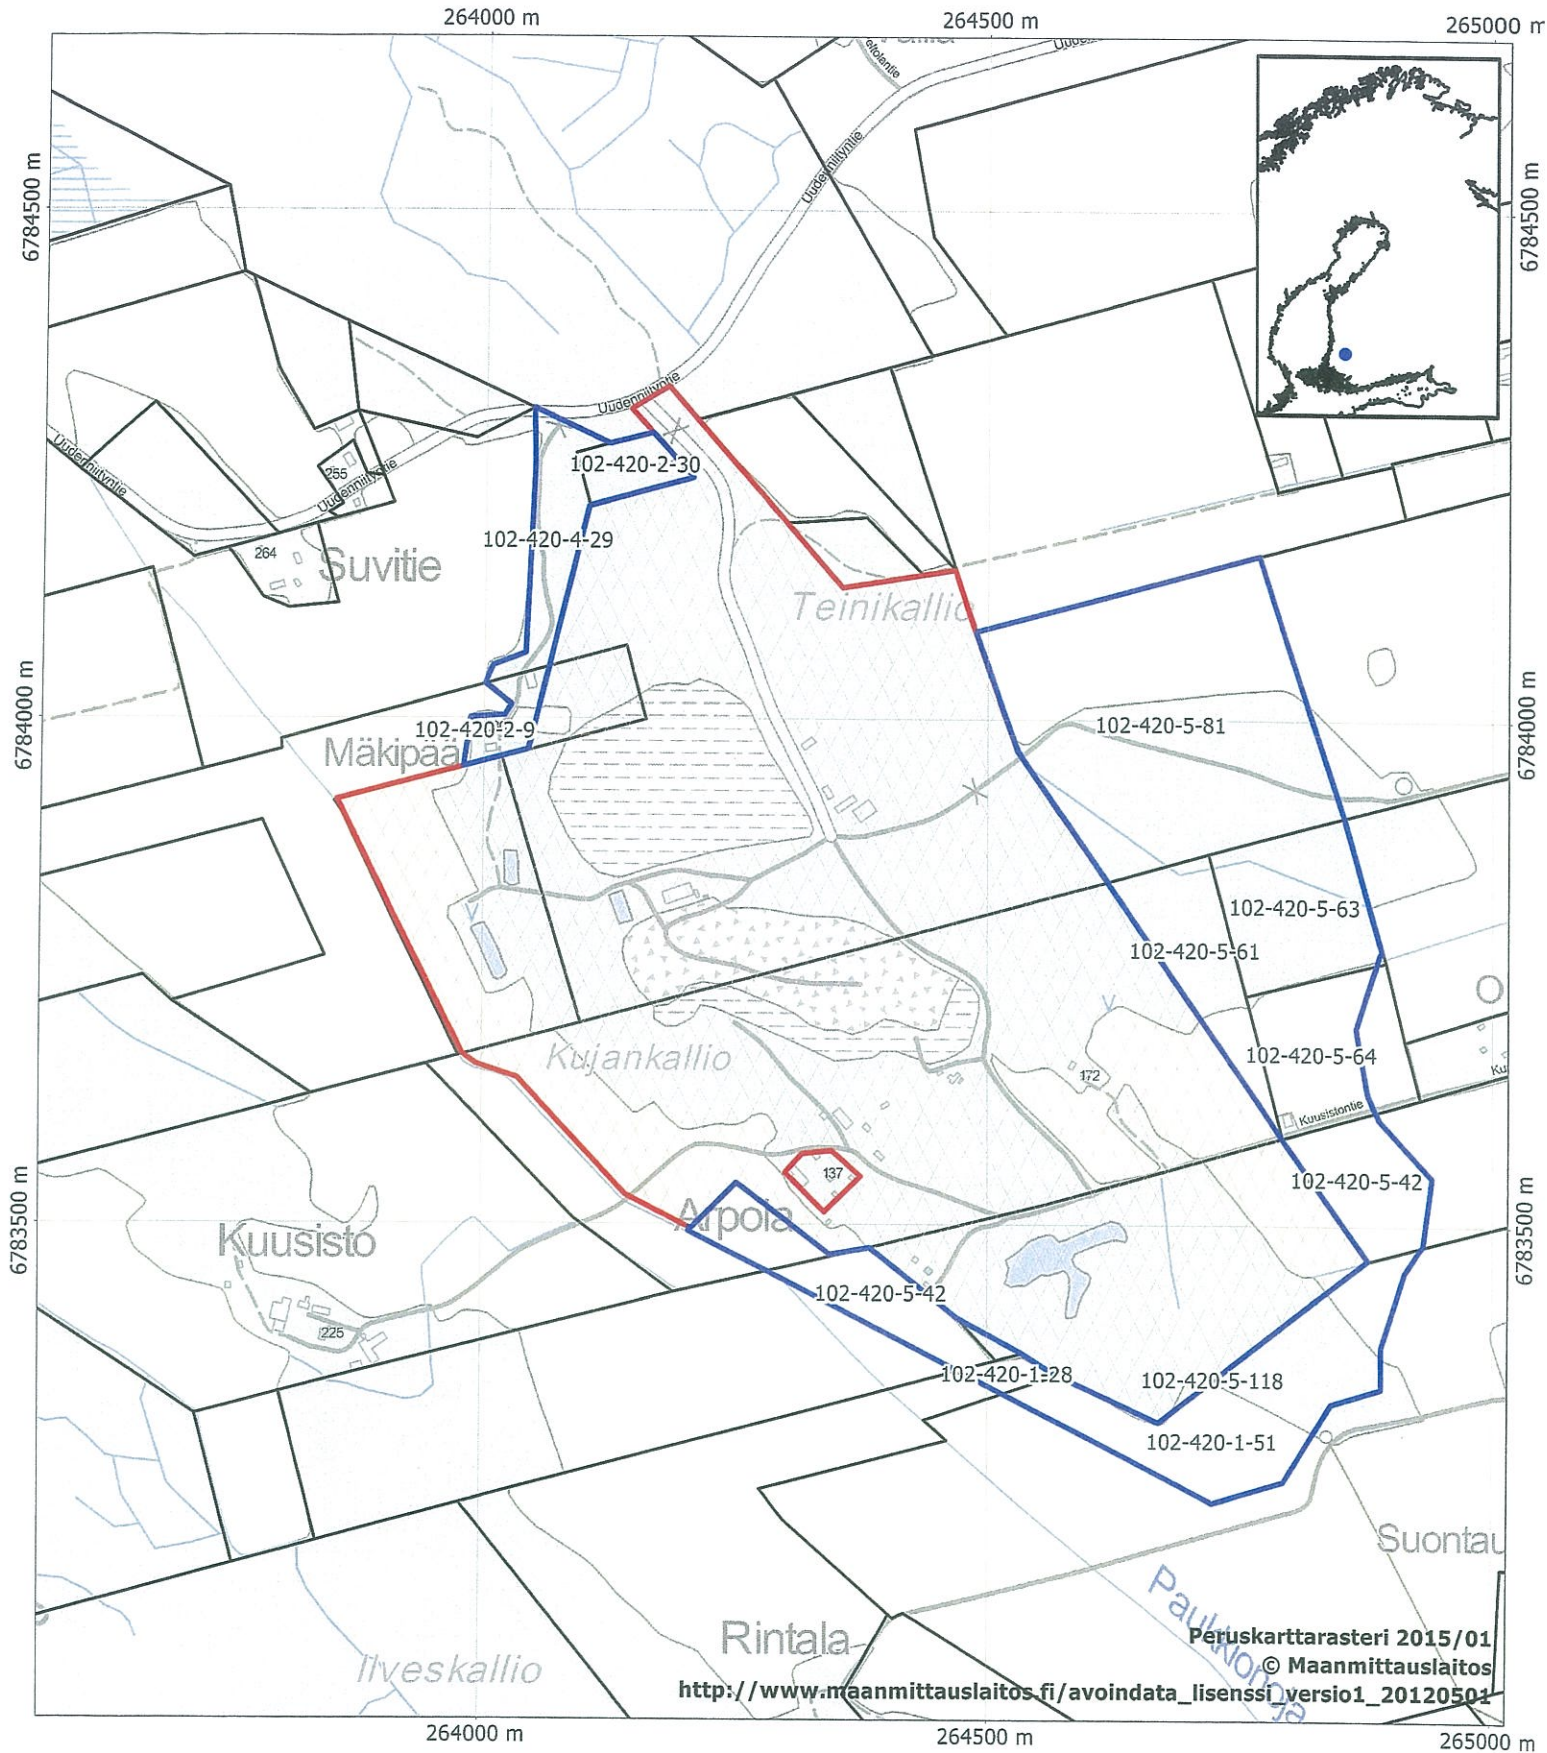 264000 m
264500 m
265000 m
Uudenniityntie
6784500 m
6784500 m
Uudenniityntie
Uudenniityntie
102-420-2-30
Uudenniityntie
255
Uudenniityntie
102-420-4-29
264
Suvitie
Teinikallio
6784000 m
6784000 m
102-420-5-81
102-420-2-9
Mäkipää
102-420-5-63
102-420-5-61
O
Kujankallio
102-420-5-64
172
Ku
Kuusistontie
137
102-420-5-42
6783500 m
6783500 m
Arpola
Kuusisto
102-420-5-42
225
102-420-1-28
102-420-5-118
102-420-1-51
Suontau
Paukkionoja
Rintala
Peruskarttarasteri 2015/01
© Maanmittauslaitos
Ilveskallio
http://www.maanmittauslaitos.fi/avoindata_lisenssi_versio1_20120501
264000 m
264500 m
265000 m